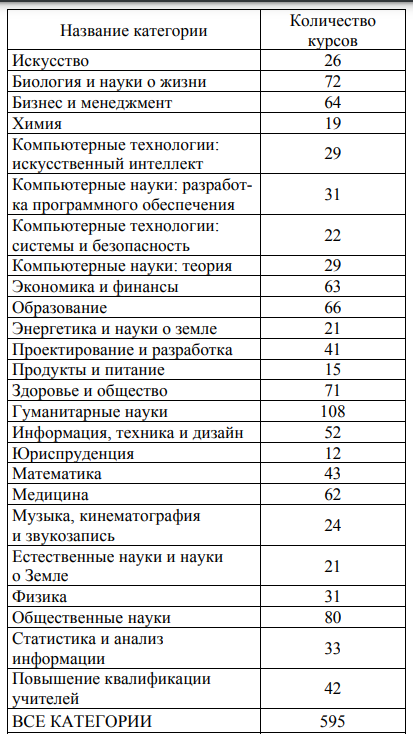 Название категории
Количество
курсов
Искусство 26
Биология и науки о жизни 72
Бизнес и менеджмент 64
Химия 19
Компьютерные технологии:
искусственный интеллект 29
Компьютерные науки: разработ-
ка программного обеспечения 31
Компьютерные технологии:
системы и безопасность 22
Компьютерные науки: теория 29
Экономика и финансы 63
Образование 66
Энергетика и науки о земле 21
Проектирование и разработка 41
Продукты и питание 15
Здоровье и общество 71
Гуманитарные науки 108
Информация, техника и дизайн 52
Юриспруденция 12
Математика 43
Медицина 62
Музыка, кинематография
и звукозапись 24
Естественные науки и науки
о Земле 21
Физика 31
Общественные науки 80
Статистика и анализ
информации 33
Повышение квалификации
учителей 42
ВСЕ КАТЕГОРИИ 595